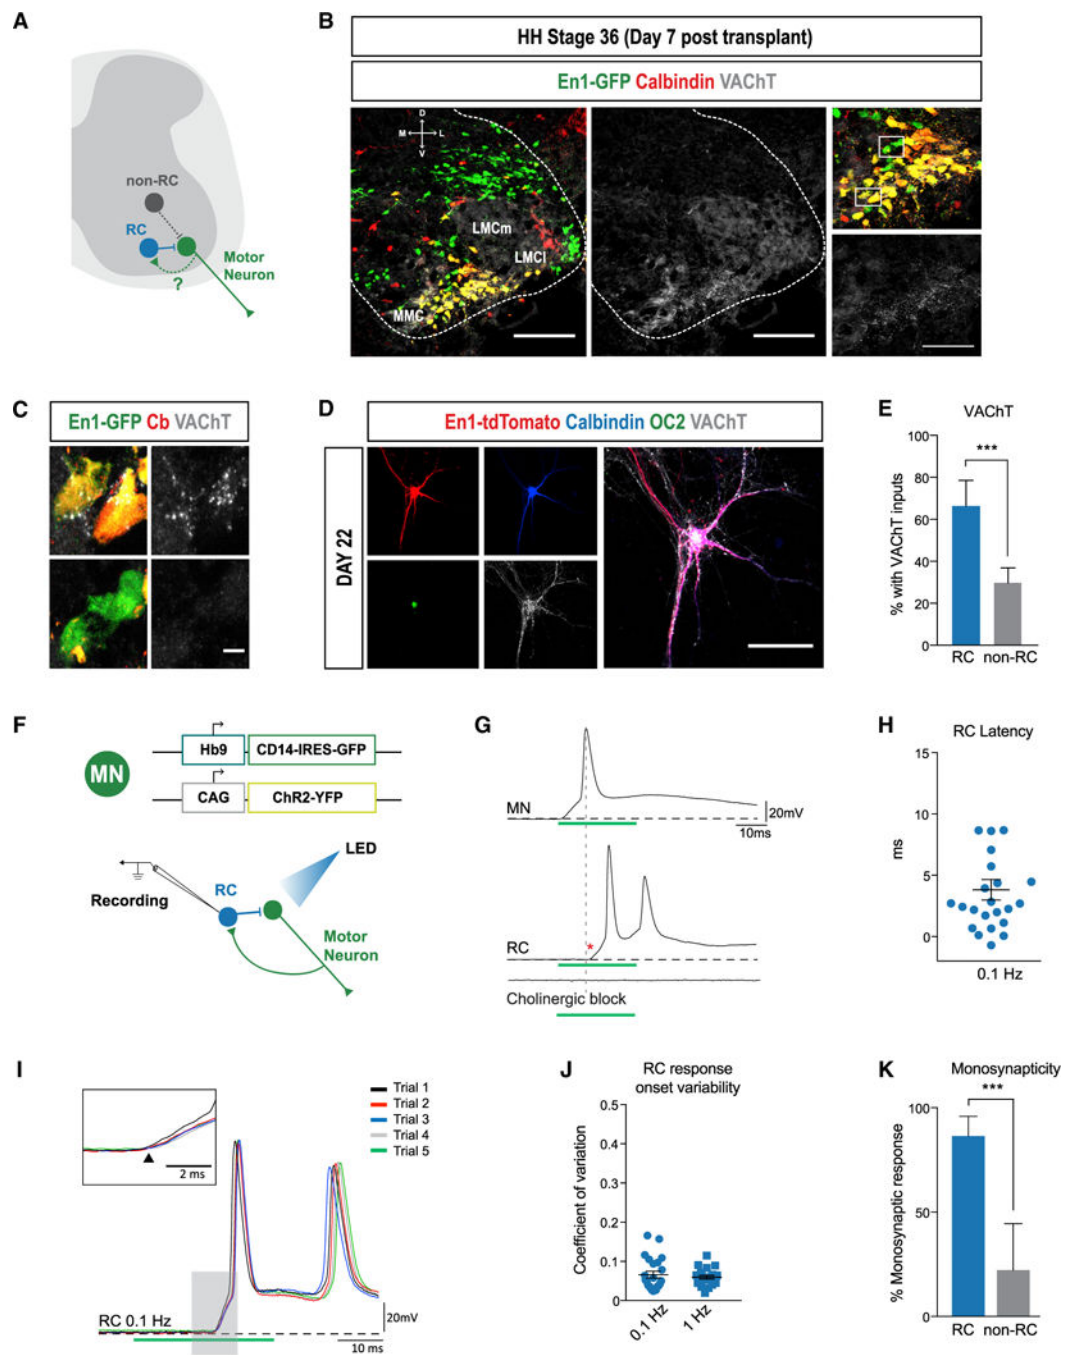 A
non-RC
RC
?
Motor
Neuron
B
HH Stage 36 (Day 7 post transplant)
En1-GFP Calbindin VAChT
D
M
L
V
LMCm
LMCl
MMC
C
En1-GFP Cb VAChT
D
En1-tdTomato Calbindin OC2 VAChT
DAY 22
E
VAChT
% with VAChT inputs
100
80
60
40
20
0
***
RC
non-RC
F
MN
Hb9
CD14-IRES-GFP
CAG
ChR2-YFP
LED
RC
Recording
Motor
Neuron
G
MN
20mV
10ms
RC
*
Cholinergic block
H
RC Latency
ms
15
10
5
0
0.1 Hz
I
2 ms
Trial 1
Trial 2
Trial 3
Trial 4
Trial 5
RC 0.1 Hz
20mV
10 ms
J
RC response
onset variability
Coefficient of variation
0.5
0.4
0.3
0.2
0.1
0
0.1 Hz
1 Hz
K
Monosynapticity
% Monosynaptic response
100
50
0
***
RC
non-RC